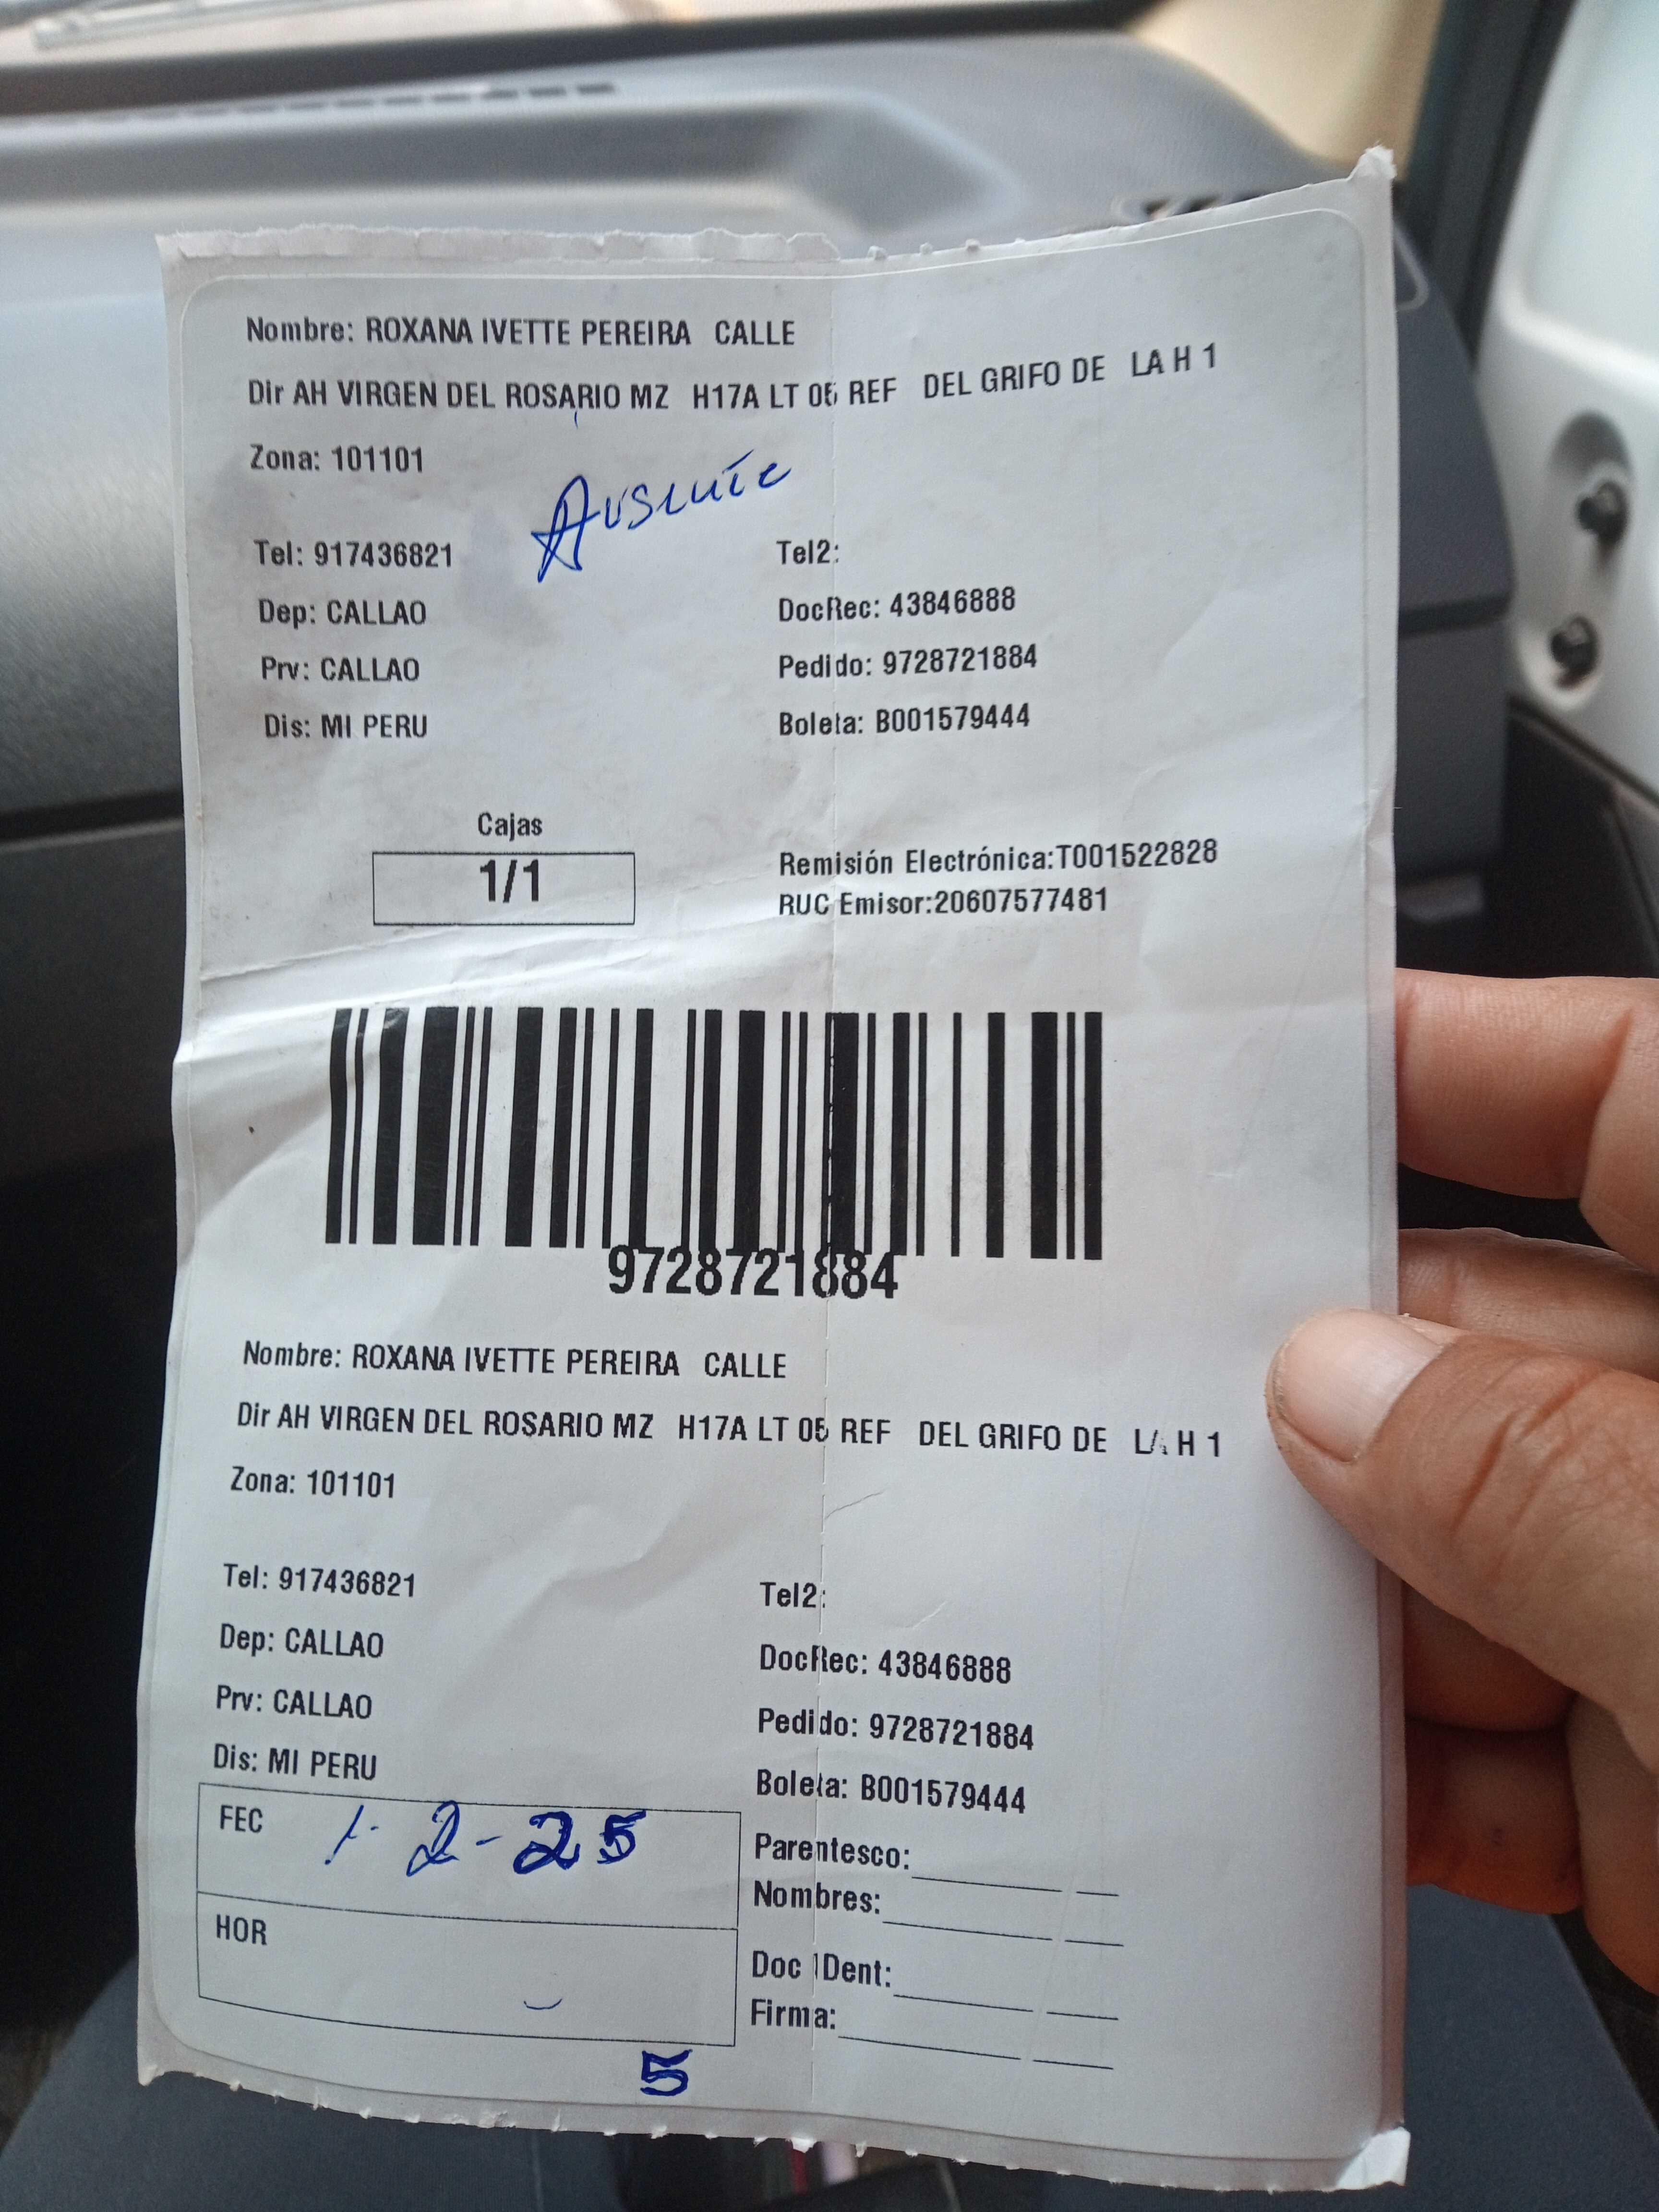 Nombre: ROXANA IVETTE PEREIRA CALLE
Dir AH VIRGEN DEL ROSARIO MZ H17A LT 05 REF DEL GRIFO DE LA H 1
Zona: 101101
Ausente
Tel: 917436821 Tel2:
Dep: CALLAO DocRec: 43846888
Prv: CALLAO Pedido: 9728721884
Dis: MI PERU Boleta: B001579444
Cajas
1/1
Remisión Electrónica:T001522828
RUC Emisor:20607577481
9728721884
Nombre: ROXANA IVETTE PEREIRA CALLE
Dir AH VIRGEN DEL ROSARIO MZ H17A LT 05 REF DEL GRIFO DE LA H 1
Zona: 101101
Tel: 917436821 Tel2:
Dep: CALLAO DocRec: 43846888
Prv: CALLAO Pedido: 9728721884
Dis: MI PERU Boleta: B001579444
FEC 1-2-25
Parentesco:
Nombres:
HOR
Doc IDent:
Firma:
5